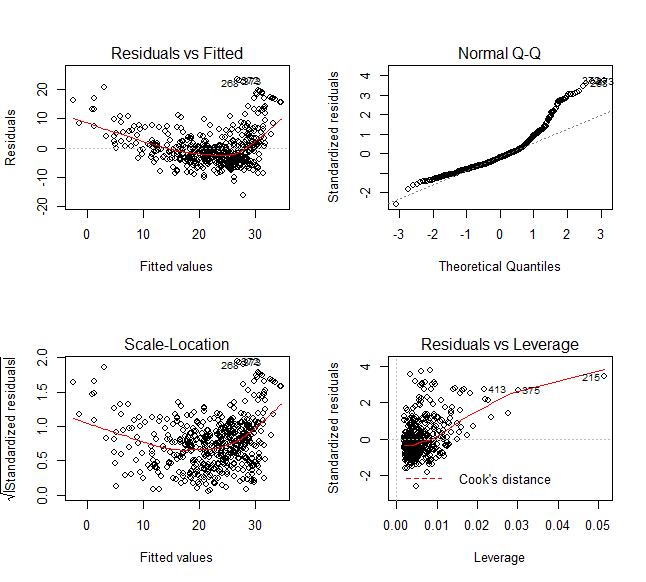 Residuals vs Fitted
Residuals
-20 -10 0 10 20
268 372
0 10 20 30
Fitted values
Normal Q-Q
Standardized residuals
-2 0 1 2 3 4
-3 -2 -1 0 1 2 3
Theoretical Quantiles
Scale-Location
√|Standardized residuals|
0.0 0.5 1.0 1.5 2.0
268 372
0 10 20 30
Fitted values
Residuals vs Leverage
Standardized residuals
-2 0 2 4
413 375 215
Cook's distance
0.00 0.01 0.02 0.03 0.04 0.05
Leverage